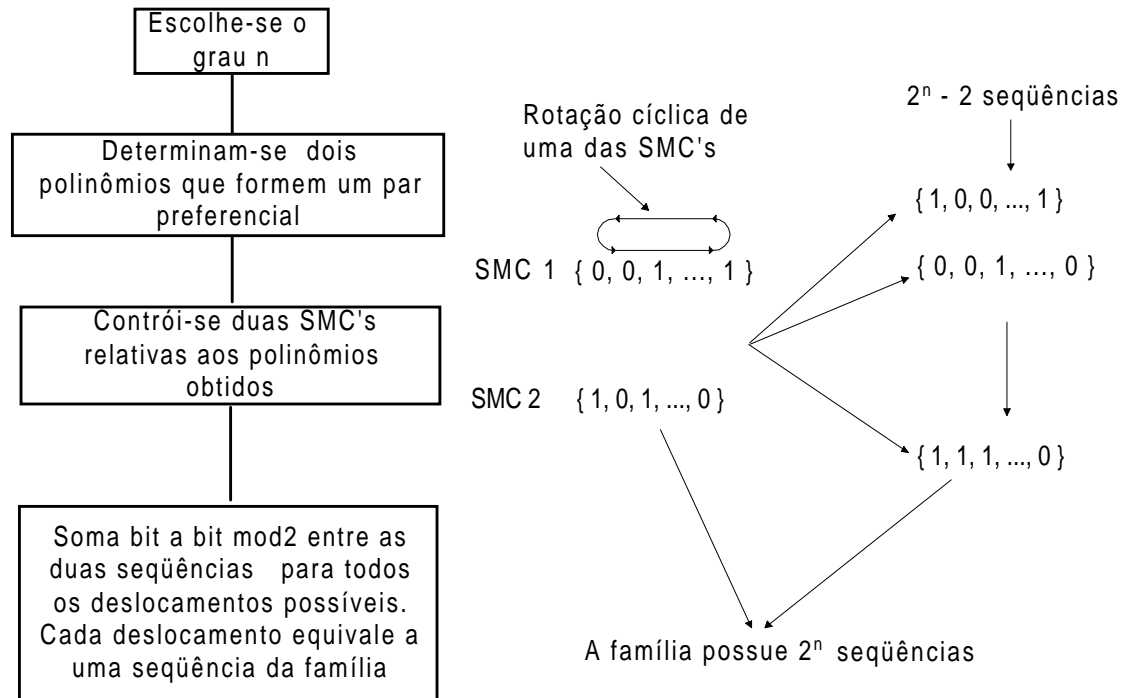 Escolhe-se o
grau n
Determinam-se dois
polinômios que formem um par
preferencial
Contrói-se duas SMC's
relativas aos polinômios
obtidos
Soma bit a bit mod2 entre as
duas seqüências para todos
os deslocamentos possíveis.
Cada deslocamento equivale a
uma seqüência da família
Rotação cíclica de
uma das SMC's
SMC 1 { 0, 0, 1, ..., 1 }
SMC 2 { 1, 0, 1, ..., 0 }
2ⁿ - 2 seqüências
{ 1, 0, 0, ..., 1 }
{ 0, 0, 1, ..., 0 }
{ 1, 1, 1, ..., 0 }
A família possue 2ⁿ seqüências